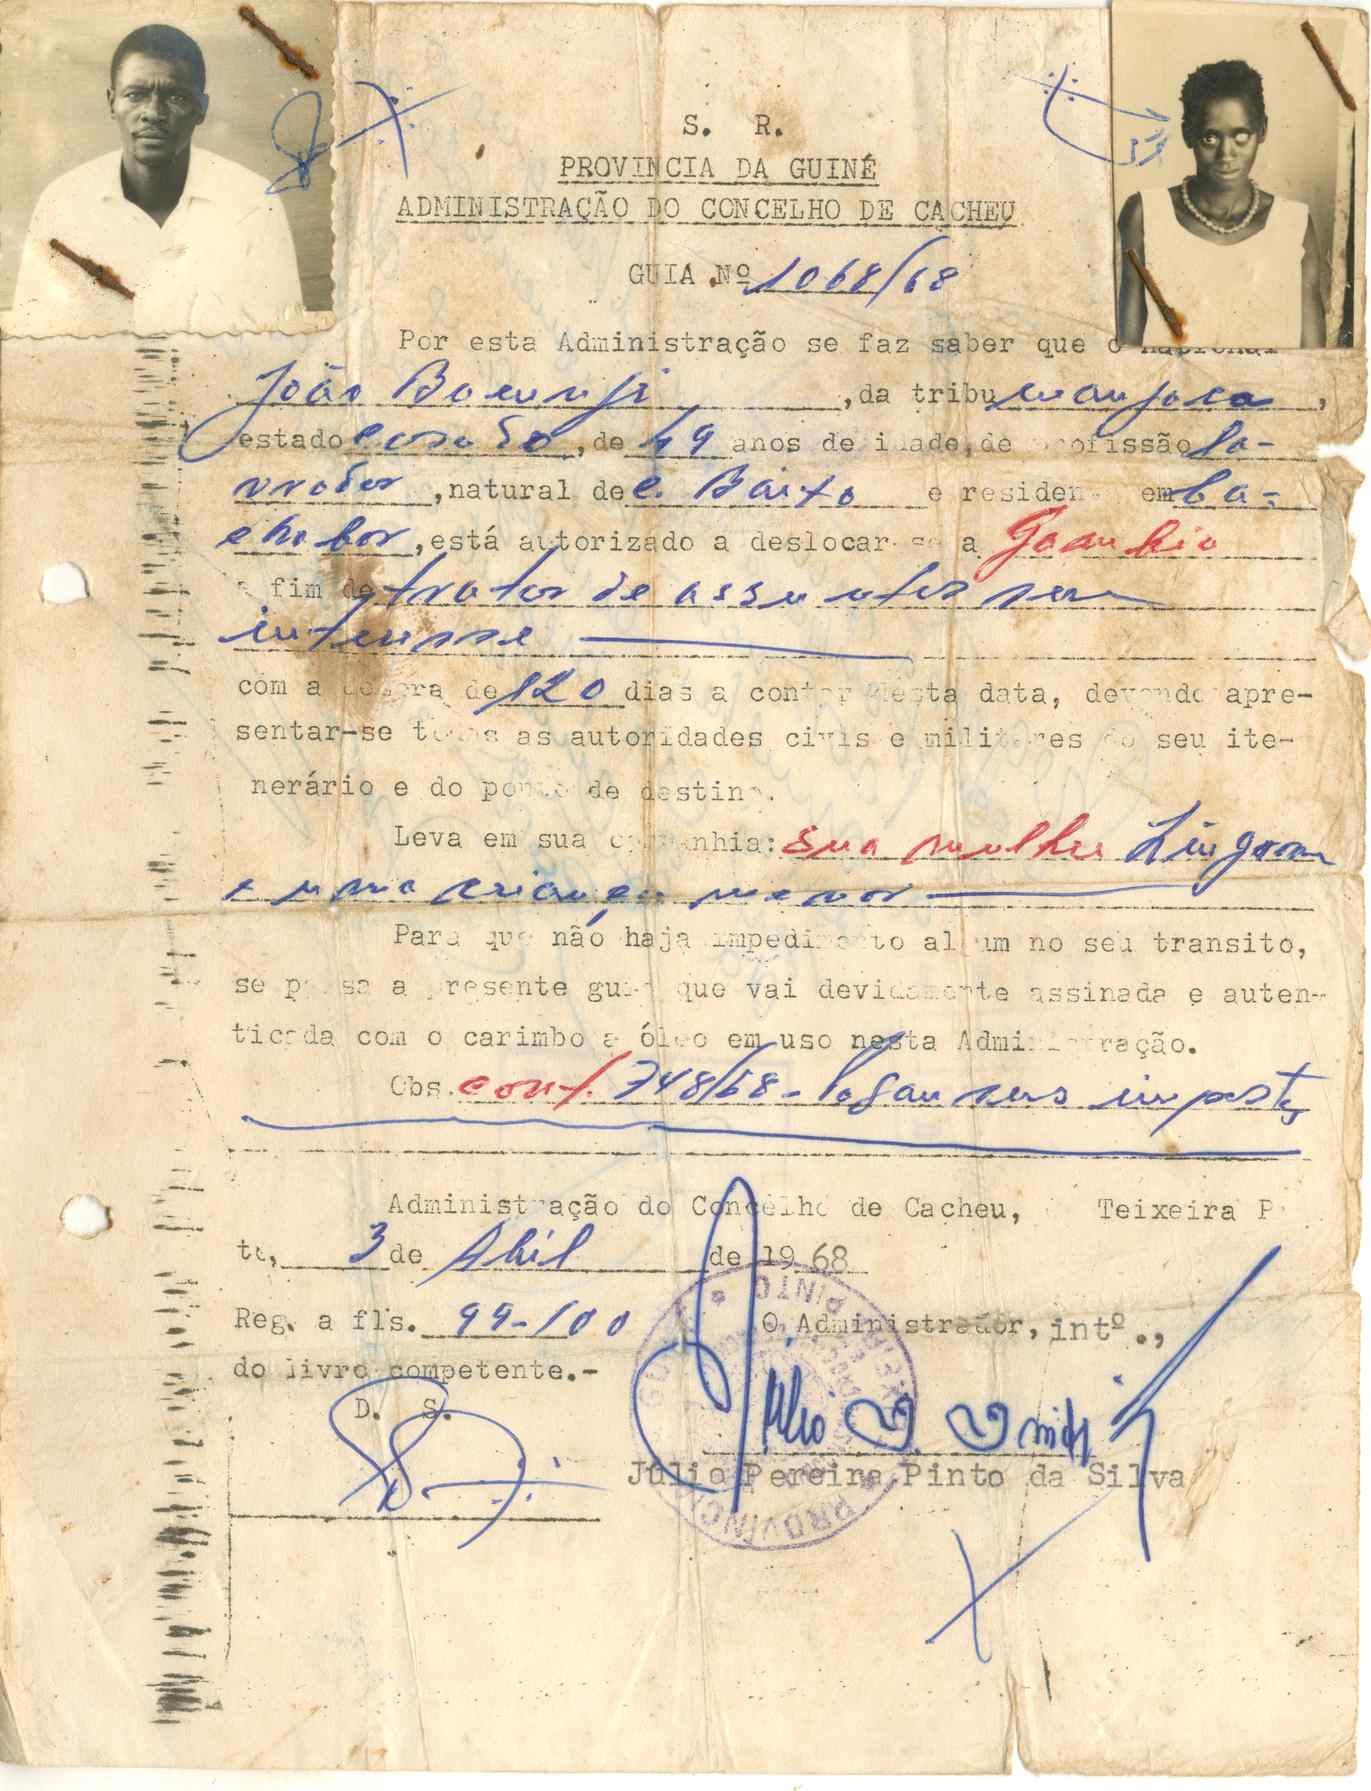 S. R.
PROVINCIA DA GUINÉ
ADMINISTRAÇÃO DO CONCELHO DE CACHEU
GUIA Nº 1068/68
Por esta Administração se faz saber que o nacional
João , da tribu manjaca,
estado casado, de 49 anos de idade, de profissão la-
vrador, natural de C. Baixo e residente em Ca-
, está autorizado a deslocar-se a Gambia
a fim de tratar de assuntos seu
interesse
com a demora de 120 dias a contar desta data, devendo apre-
sentar-se todas as autoridades civis e militares do seu ite-
nerário e do ponto de destino.
Leva em sua companhia: sua mulher
e uma criança menor
Para que não haja impedimento algum no seu transito,
se passa a presente guia que vai devidamente assinada e auten-
ticada com o carimbo a óleo em uso nesta Administração.
Obs. conf. 748/68 - Pagam seus impostos
Administração do Concelho de Cacheu, Teixeira P
to, 3 de Abril de 1968
Reg. a fls. 99-100 O Administrador, intº.,
do livro competente.-
D. S.
Júlio Pereira Pinto da Silva